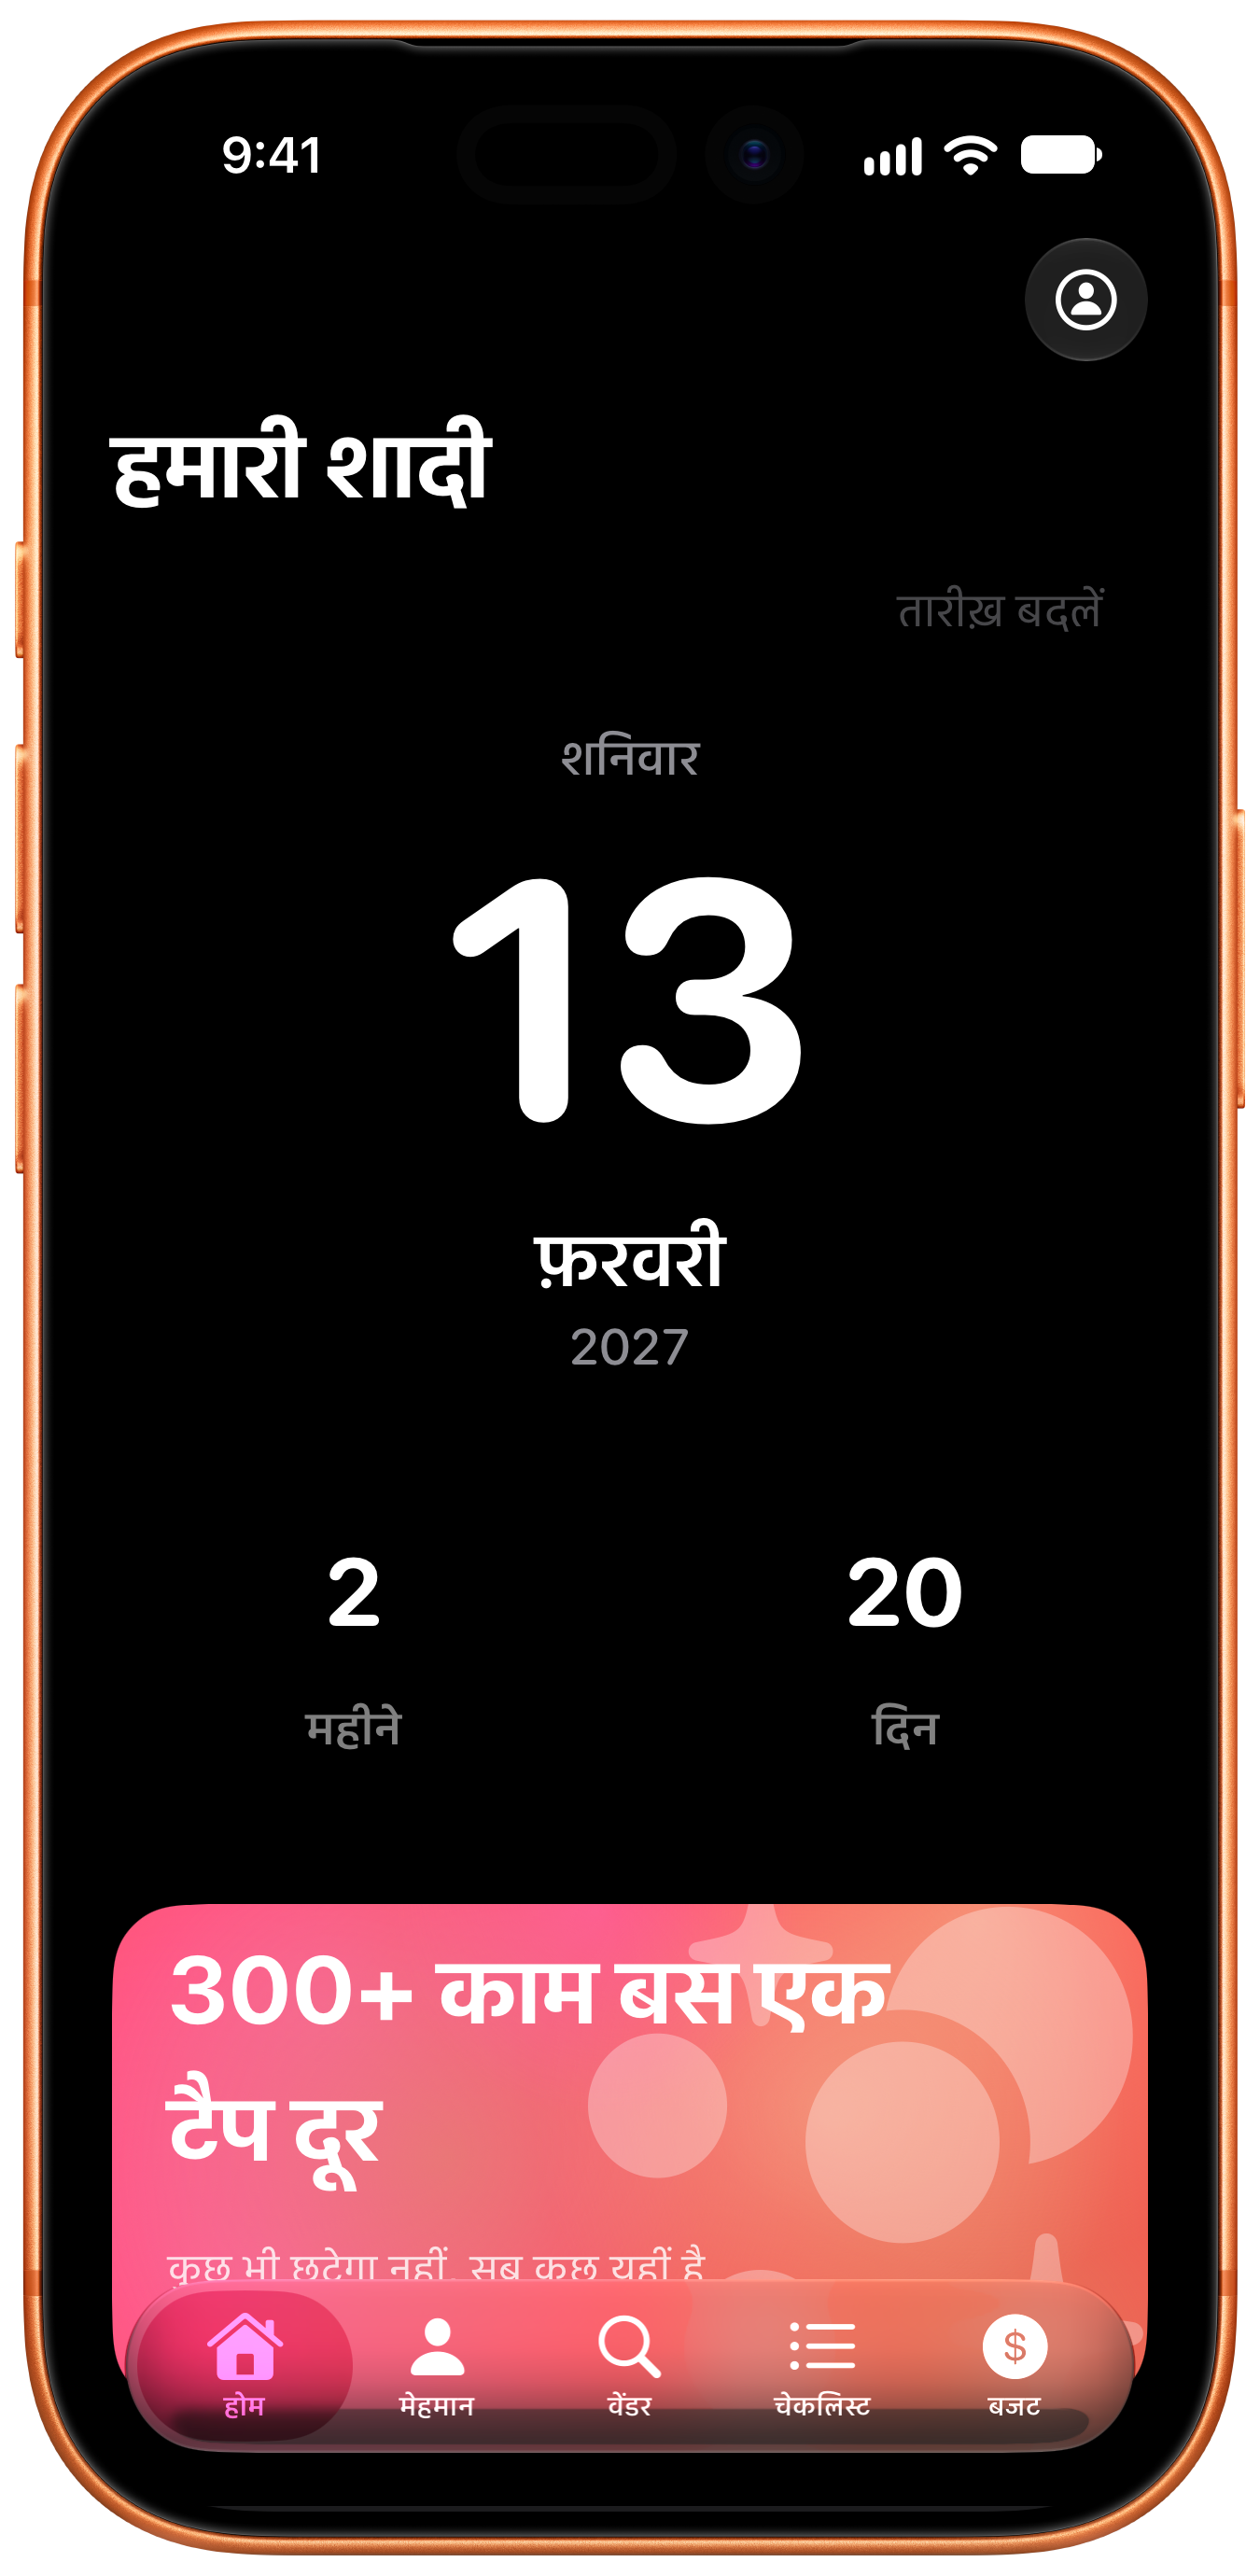 9:41
हमारी शादी
तारीख़ बदलें
शनिवार
13
फ़रवरी
2027
2 20
महीने दिन
300+ काम बस एक
टैप दूर
कुछ भी छूटेगा नहीं, सब कुछ यहीं है
होम मेहमान वेंडर चेकलिस्ट बजट